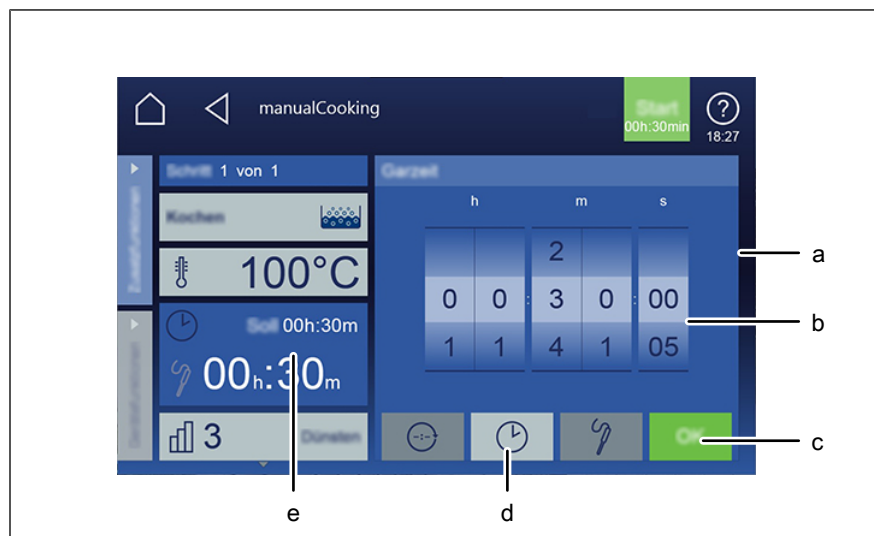 manualCooking
Start
00h:30min
?
18:27
Schritt 1 von 1
Kochen
100°C
Soll 00h:30m
00h:30m
3 Dünsten
Zusatzfunktionen
Garzeit
h m s
2
0 0 : 3 0 : 00
1 1 4 1 05
-:-
OK
a
b
c
d
e